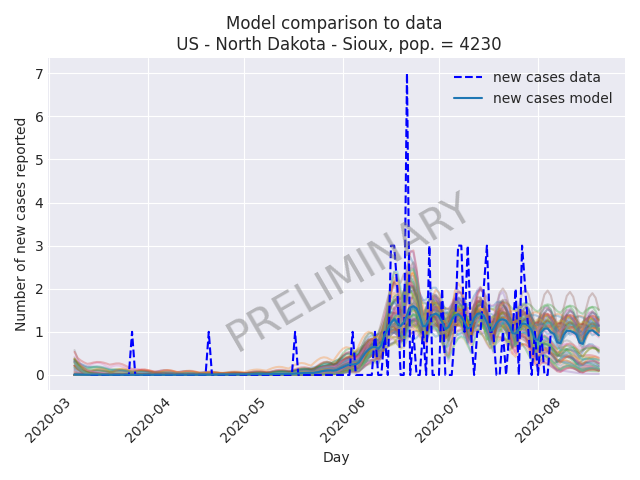 Model comparison to data
US - North Dakota - Sioux, pop. = 4230
new cases data
new cases model
PRELIMINARY
Number of new cases reported
7
6
5
4
3
2
1
0
2020-03
2020-04
2020-05
2020-06
2020-07
2020-08
Day